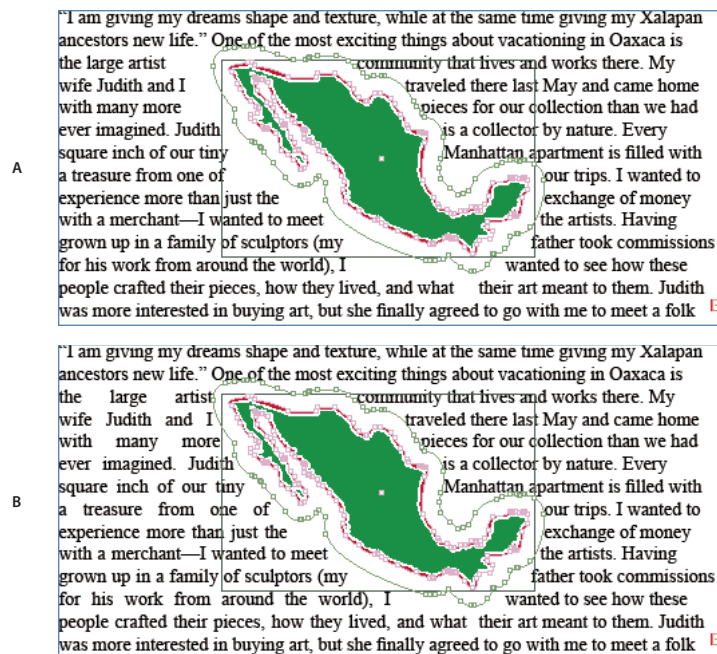 “I am giving my dreams shape and texture, while at the same time giving my Xalapan
ancestors new life.” One of the most exciting things about vacationing in Oaxaca is
the large artist community that lives and works there. My
wife Judith and I traveled there last May and came home
with many more pieces for our collection than we had
ever imagined. Judith is a collector by nature. Every
square inch of our tiny Manhattan apartment is filled with
A
a treasure from one of our trips. I wanted to
experience more than just the exchange of money
with a merchant—I wanted to meet the artists. Having
grown up in a family of sculptors (my father took commissions
for his work from around the world), I wanted to see how these
people crafted their pieces, how they lived, and what their art meant to them. Judith
was more interested in buying art, but she finally agreed to go with me to meet a folk
“I am giving my dreams shape and texture, while at the same time giving my Xalapan
ancestors new life.” One of the most exciting things about vacationing in Oaxaca is
the large artist community that lives and works there. My
wife Judith and I traveled there last May and came home
with many more pieces for our collection than we had
ever imagined. Judith is a collector by nature. Every
square inch of our tiny Manhattan apartment is filled with
B
a treasure from one of our trips. I wanted to
experience more than just the exchange of money
with a merchant—I wanted to meet the artists. Having
grown up in a family of sculptors (my father took commissions
for his work from around the world), I wanted to see how these
people crafted their pieces, how they lived, and what their art meant to them. Judith
was more interested in buying art, but she finally agreed to go with me to meet a folk